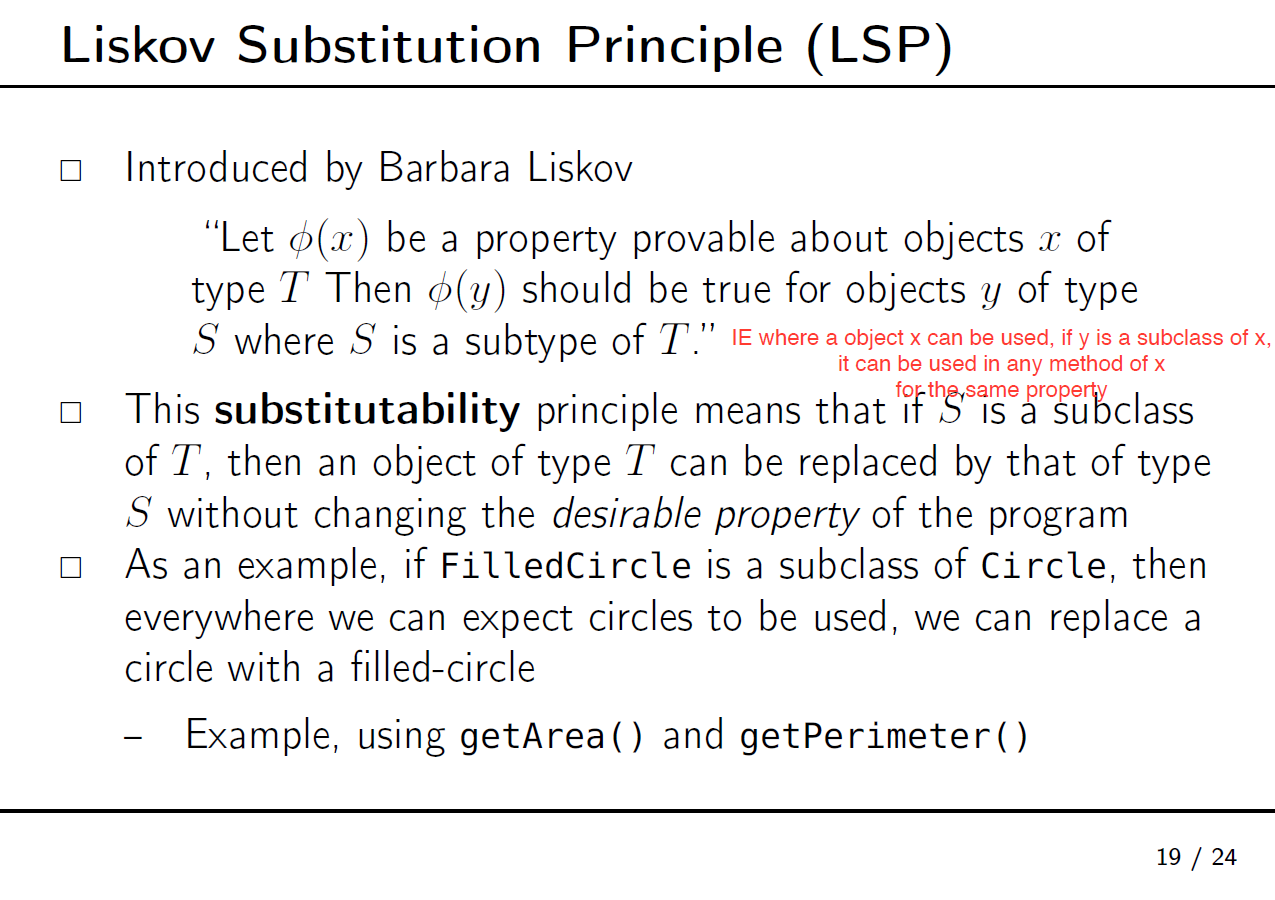 Liskov Substitution Principle (LSP)
□ Introduced by Barbara Liskov
“Let ϕ(x) be a property provable about objects x of
type T Then ϕ(y) should be true for objects y of type
S where S is a subtype of T.”
IE where a object x can be used, if y is a subclass of x,
it can be used in any method of x
for the same property
□ This substitutability principle means that if S is a subclass
of T, then an object of type T can be replaced by that of type
S without changing the desirable property of the program
□ As an example, if FilledCircle is a subclass of Circle, then
everywhere we can expect circles to be used, we can replace a
circle with a filled-circle
– Example, using getArea() and getPerimeter()
19 / 24